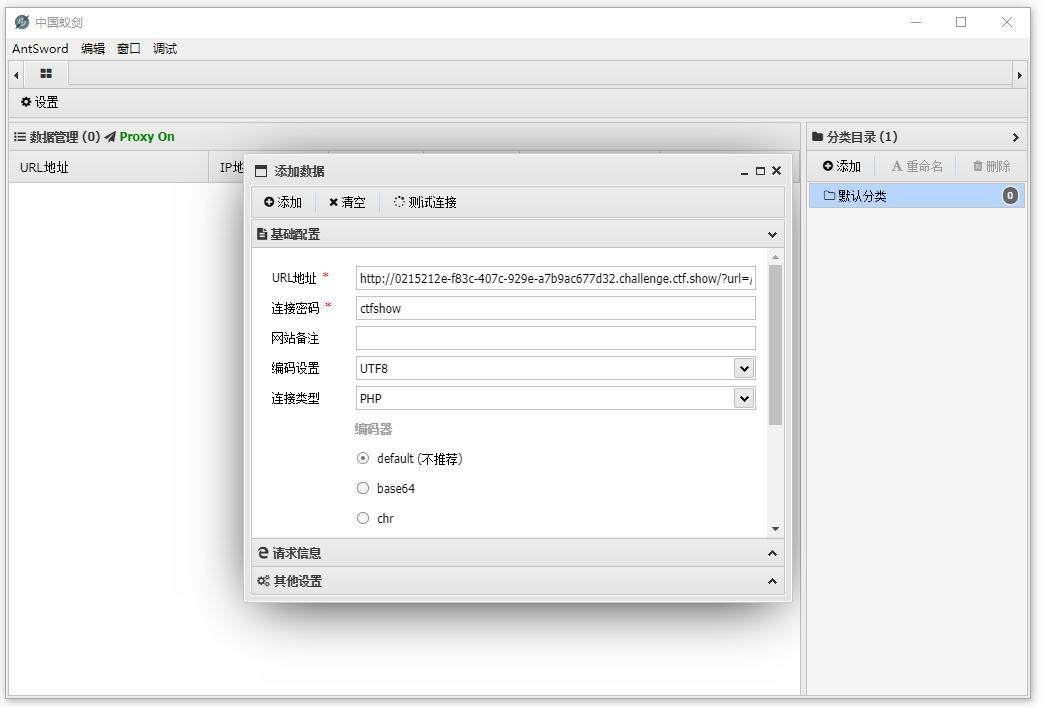 中国蚁剑
AntSword 编辑 窗口 调试
设置
数据管理 (0) Proxy On
分类目录 (1)
URL地址 IP地
添加 重命名 删除
默认分类 0
添加数据
添加 清空 测试连接
基础配置
URL地址 * http://0215212e-f83c-407c-929e-a7b9ac677d32.challenge.ctf.show/?url=/
连接密码 * ctfshow
网站备注
编码设置 UTF8
连接类型 PHP
编码器
default (不推荐)
base64
chr
请求信息
其他设置